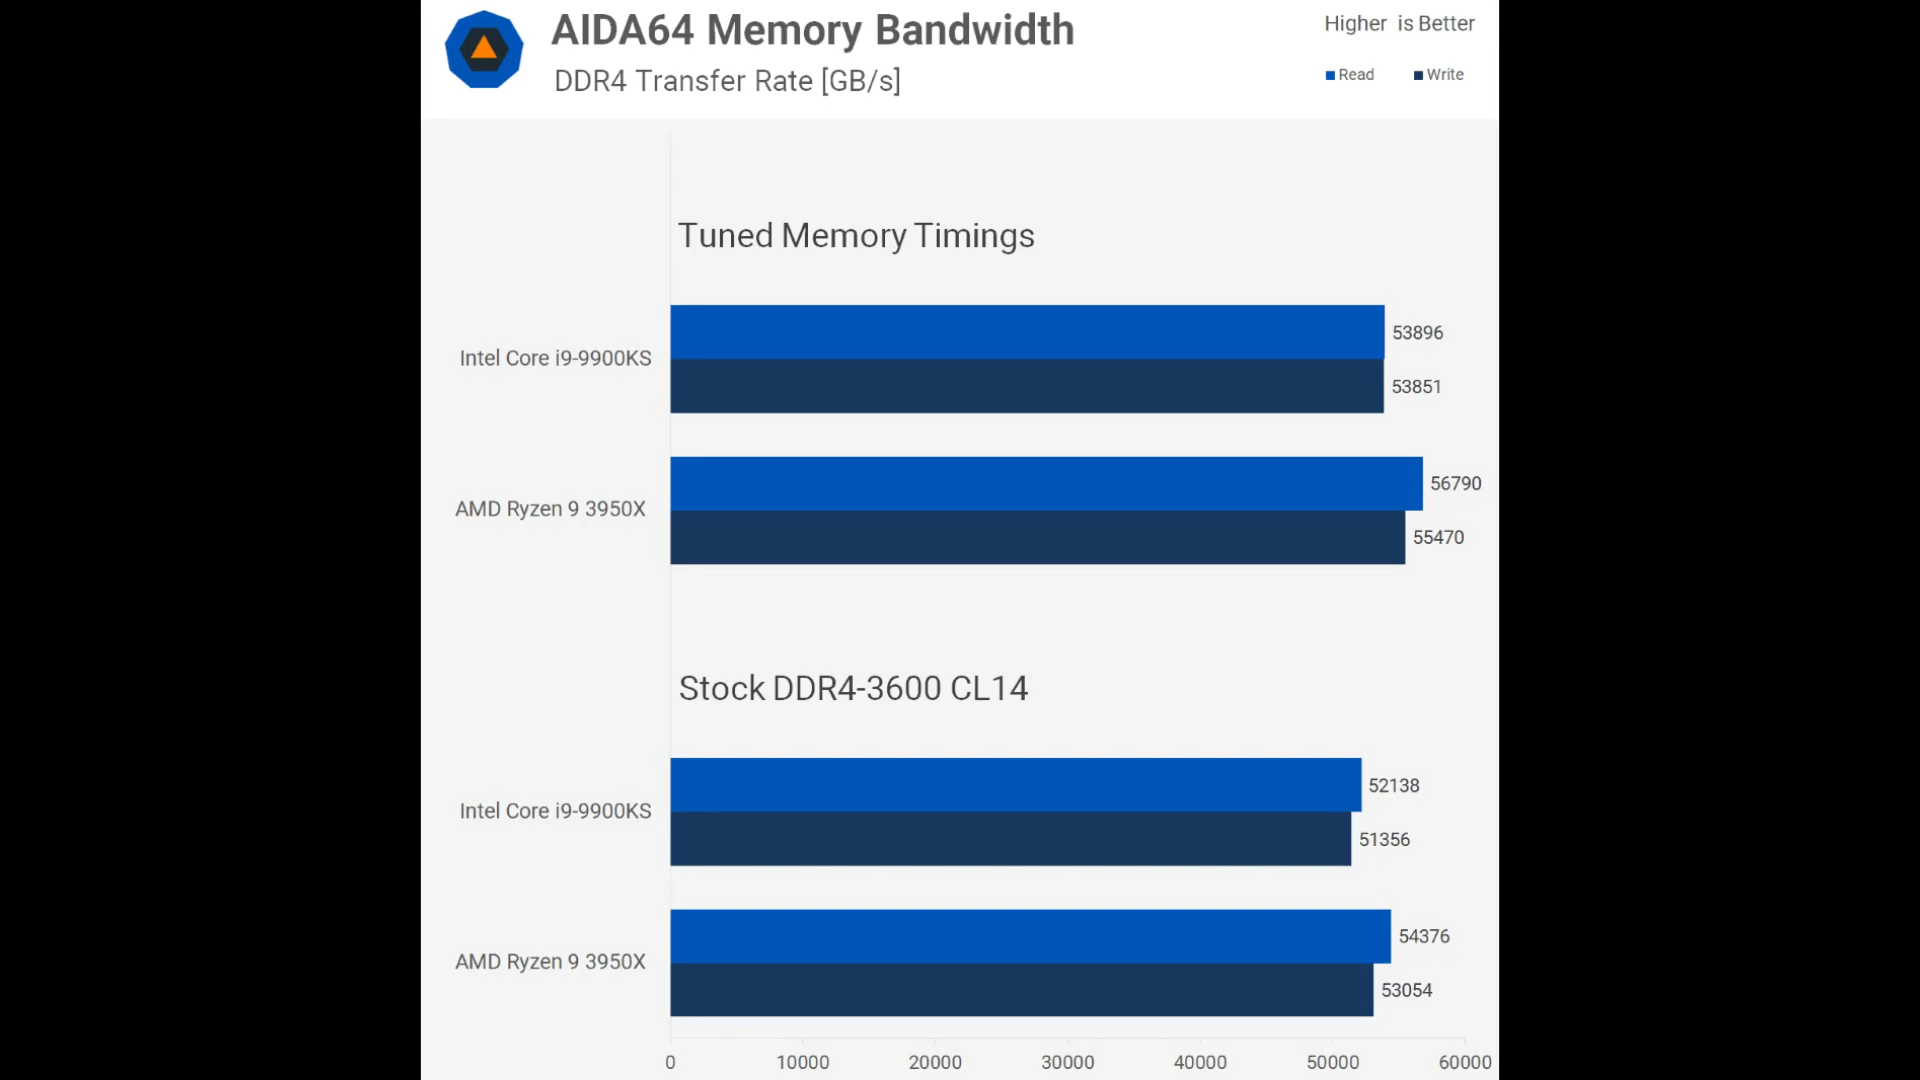 AIDA64 Memory Bandwidth
Higher is Better
DDR4 Transfer Rate [GB/s]
Read Write
Tuned Memory Timings
53896
Intel Core i9-9900KS
53851
56790
AMD Ryzen 9 3950X
55470
Stock DDR4-3600 CL14
52138
Intel Core i9-9900KS
51356
54376
AMD Ryzen 9 3950X
53054
0 10000 20000 30000 40000 50000 60000